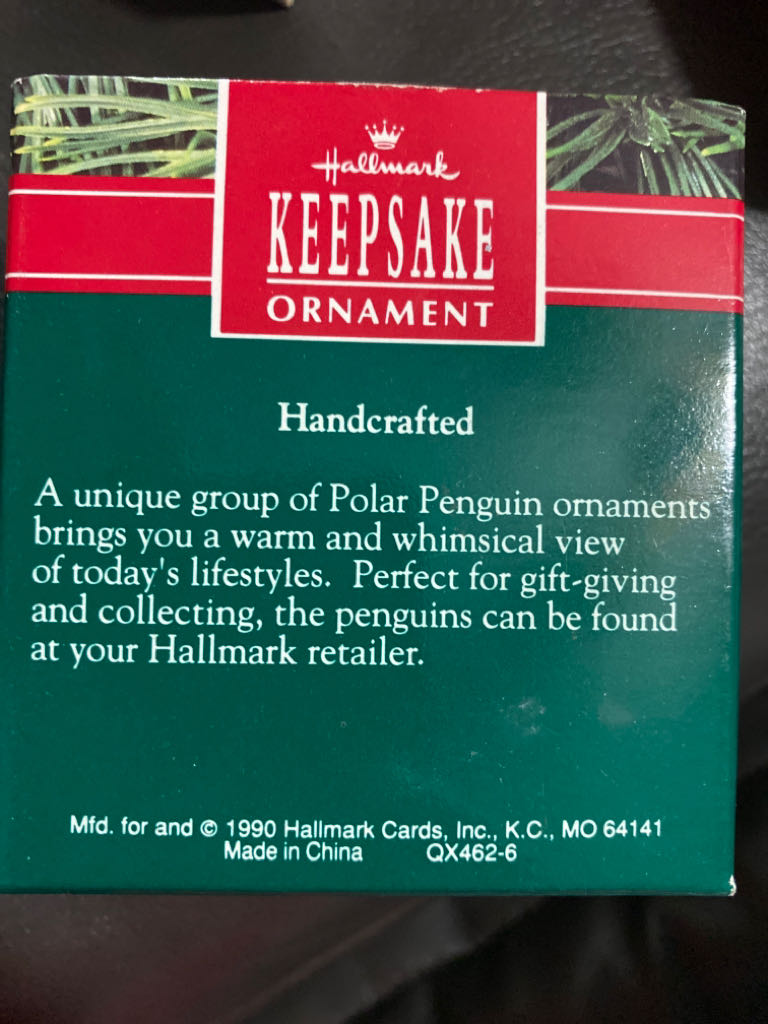 Hallmark
KEEPSAKE
ORNAMENT
Handcrafted
A unique group of Polar Penguin ornaments
brings you a warm and whimsical view
of today's lifestyles. Perfect for gift-giving
and collecting, the penguins can be found
at your Hallmark retailer.
Mfd. for and © 1990 Hallmark Cards, Inc., K.C., MO 64141
Made in China QX462-6